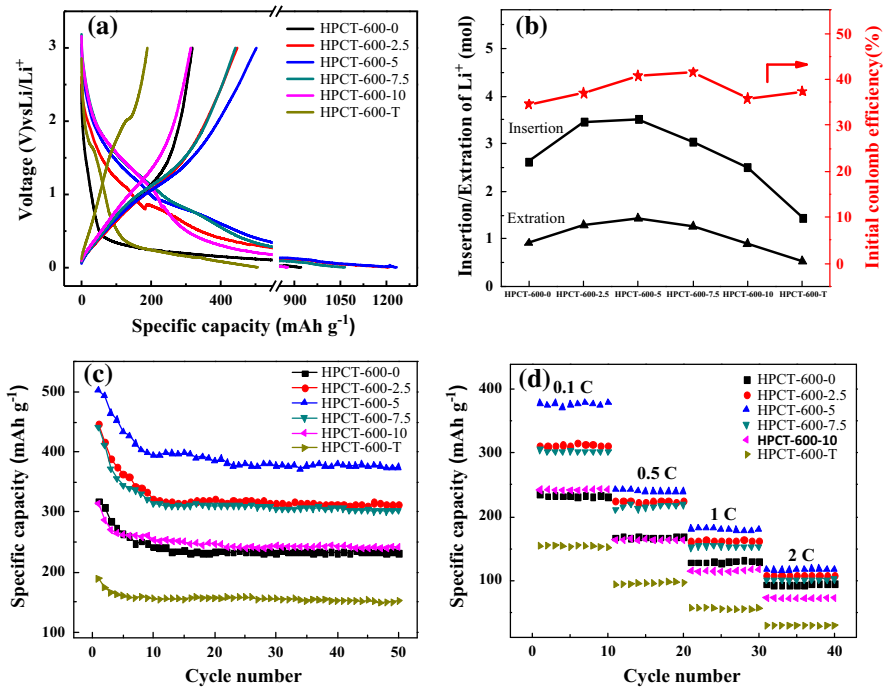 (a)
HPCT-600-0
HPCT-600-2.5
HPCT-600-5
HPCT-600-7.5
HPCT-600-10
HPCT-600-T
Voltage (V)vsLi/Li⁺
3
2
1
0
0 200 400 900 1050 1200
Specific capacity (mAh g⁻¹)
(b)
Insertion/Extration of Li⁺ (mol)
5
4
3
2
1
0
Insertion
Extration
Initial coulomb efficiency(%)
50
40
30
20
10
0
HPCT-600-0 HPCT-600-2.5 HPCT-600-5 HPCT-600-7.5 HPCT-600-10 HPCT-600-T
(c)
HPCT-600-0
HPCT-600-2.5
HPCT-600-5
HPCT-600-7.5
HPCT-600-10
HPCT-600-T
Specific capacity (mAh g⁻¹)
500
400
300
200
100
0 10 20 30 40 50
Cycle number
(d)
HPCT-600-0
HPCT-600-2.5
HPCT-600-5
HPCT-600-7.5
HPCT-600-10
HPCT-600-T
0.1 C
0.5 C
1 C
2 C
Specific capacity (mAh g⁻¹)
400
300
200
100
0
0 10 20 30 40
Cycle number